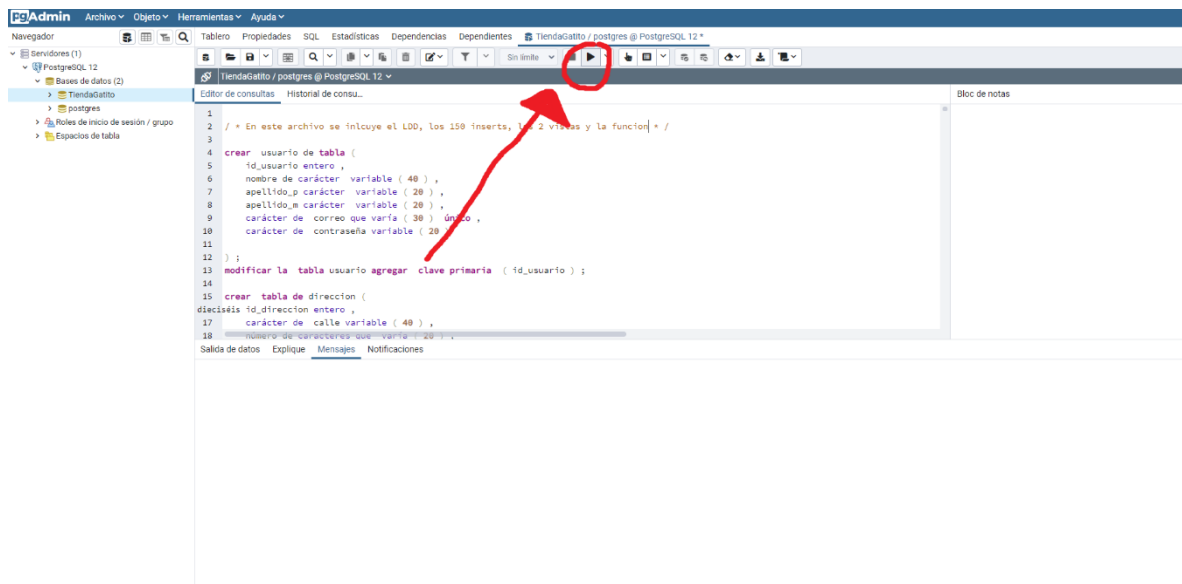 pgAdmin Archivo Objeto Herramientas Ayuda
Navegador
Tablero Propiedades SQL Estadísticas Dependencias Dependientes TiendaGatito / postgres @ PostgreSQL 12 *
Servidores (1)
PostgreSQL 12
Bases de datos (2)
TiendaGatito
postgres
Roles de inicio de sesión / grupo
Espacios de tabla
Sin límite
TiendaGatito / postgres @ PostgreSQL 12
Editor de consultas Historial de consu... Bloc de notas
1
2 / * En este archivo se inlcuye el LDD, los 150 inserts, las 2 vistas y la funcion * /
3
4 crear usuario de tabla (
5 id_usuario entero ,
6 nombre de carácter variable ( 40 ) ,
7 apellido_p carácter variable ( 20 ) ,
8 apellido_m carácter variable ( 20 ) ,
9 carácter de correo que varía ( 30 ) único ,
10 carácter de contraseña variable ( 20 )
11
12 ) ;
13 modificar la tabla usuario agregar clave primaria ( id_usuario ) ;
14
15 crear tabla de direccion (
dieciséis id_direccion entero ,
17 carácter de calle variable ( 40 ) ,
18 número de caracteres que varía ( 20 ) ,
Salida de datos Explique Mensajes Notificaciones